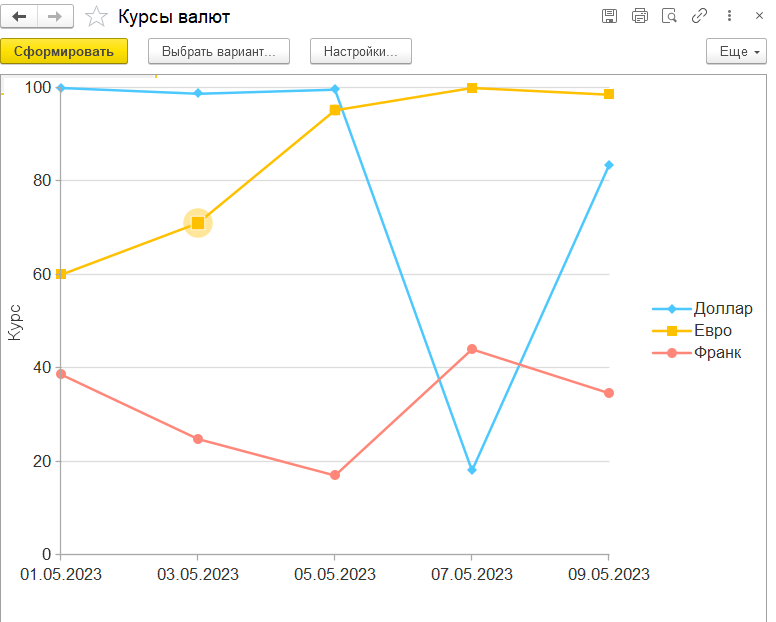 Курсы валют
Сформировать
Выбрать вариант...
Настройки...
Еще
100
80
60
40
20
0
Курс
01.05.2023 03.05.2023 05.05.2023 07.05.2023 09.05.2023
Доллар
Евро
Франк